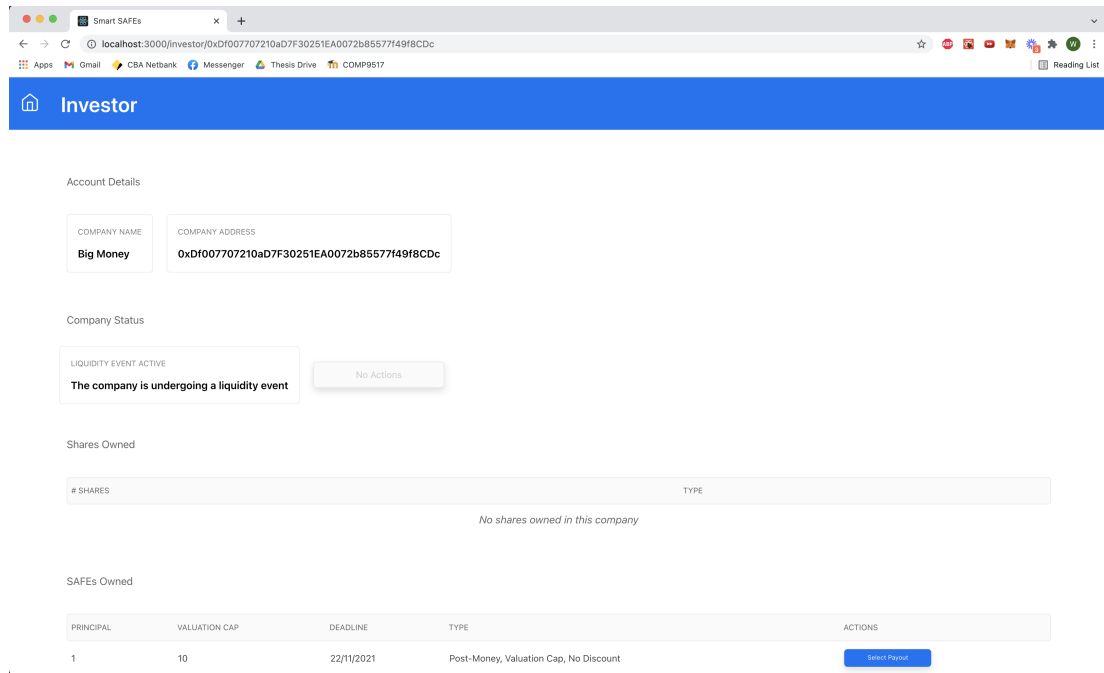 Smart SAFEs
localhost:3000/investor/0xDf007707210aD7F30251EA0072b85577f49f8CDc
Apps Gmail CBA Netbank Messenger Thesis Drive COMP9517 Reading List
Investor
Account Details
COMPANY NAME COMPANY ADDRESS
Big Money 0xDf007707210aD7F30251EA0072b85577f49f8CDc
Company Status
LIQUIDITY EVENT ACTIVE
The company is undergoing a liquidity event No Actions
Shares Owned
# SHARES TYPE
No shares owned in this company
SAFEs Owned
PRINCIPAL VALUATION CAP DEADLINE TYPE ACTIONS
1 10 22/11/2021 Post-Money, Valuation Cap, No Discount Select Payout